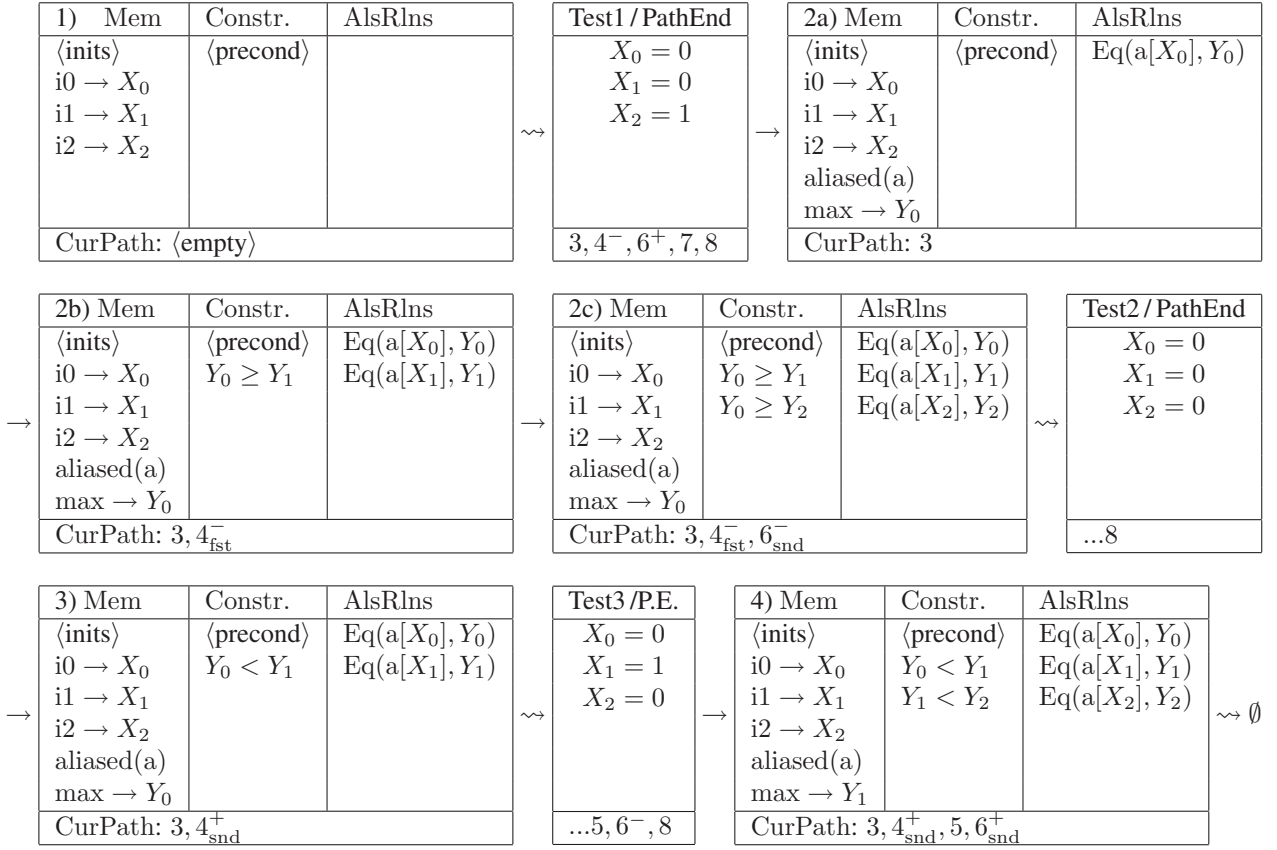 1) Mem Constr. AlsRlns
⟨inits⟩ ⟨precond⟩
i0 → X₀
i1 → X₁
i2 → X₂
CurPath: ⟨empty⟩
⇝
Test1 / PathEnd
X₀ = 0
X₁ = 0
X₂ = 1
3, 4⁻, 6⁺, 7, 8
→
2a) Mem Constr. AlsRlns
⟨inits⟩ ⟨precond⟩ Eq(a[X₀], Y₀)
i0 → X₀
i1 → X₁
i2 → X₂
aliased(a)
max → Y₀
CurPath: 3
→
2b) Mem Constr. AlsRlns
⟨inits⟩ ⟨precond⟩ Eq(a[X₀], Y₀)
i0 → X₀ Y₀ ≥ Y₁ Eq(a[X₁], Y₁)
i1 → X₁
i2 → X₂
aliased(a)
max → Y₀
CurPath: 3, 4⁻_fst
→
2c) Mem Constr. AlsRlns
⟨inits⟩ ⟨precond⟩ Eq(a[X₀], Y₀)
i0 → X₀ Y₀ ≥ Y₁ Eq(a[X₁], Y₁)
i1 → X₁ Y₀ ≥ Y₂ Eq(a[X₂], Y₂)
i2 → X₂
aliased(a)
max → Y₀
CurPath: 3, 4⁻_fst, 6⁻_snd
⇝
Test2 / PathEnd
X₀ = 0
X₁ = 0
X₂ = 0
...8
→
3) Mem Constr. AlsRlns
⟨inits⟩ ⟨precond⟩ Eq(a[X₀], Y₀)
i0 → X₀ Y₀ < Y₁ Eq(a[X₁], Y₁)
i1 → X₁
i2 → X₂
aliased(a)
max → Y₀
CurPath: 3, 4⁺_snd
⇝
Test3 /P.E.
X₀ = 0
X₁ = 1
X₂ = 0
...5, 6⁻, 8
→
4) Mem Constr. AlsRlns
⟨inits⟩ ⟨precond⟩ Eq(a[X₀], Y₀)
i0 → X₀ Y₀ < Y₁ Eq(a[X₁], Y₁)
i1 → X₁ Y₁ < Y₂ Eq(a[X₂], Y₂)
i2 → X₂
aliased(a)
max → Y₁
CurPath: 3, 4⁺_snd, 5, 6⁺_snd
⇝ ∅